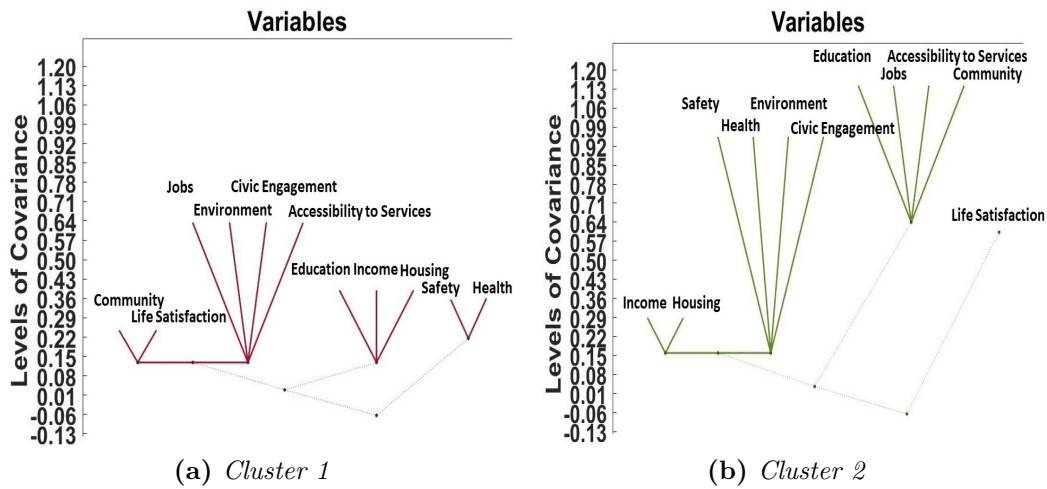 Variables
Levels of Covariance
1.20
1.13
1.06
0.99
0.92
0.85
0.78
0.71
0.64
0.57
0.50
0.43
0.36
0.29
0.22
0.15
0.08
0.01
-0.06
-0.13
Jobs
Civic Engagement
Environment
Accessibility to Services
Education Income Housing
Safety
Health
Community
Life Satisfaction
(a) Cluster 1
Variables
Levels of Covariance
1.20
1.13
1.06
0.99
0.92
0.85
0.78
0.71
0.64
0.57
0.50
0.43
0.36
0.29
0.22
0.15
0.08
0.01
-0.06
-0.13
Education
Accessibility to Services
Jobs
Community
Safety
Environment
Health
Civic Engagement
Life Satisfaction
Income Housing
(b) Cluster 2